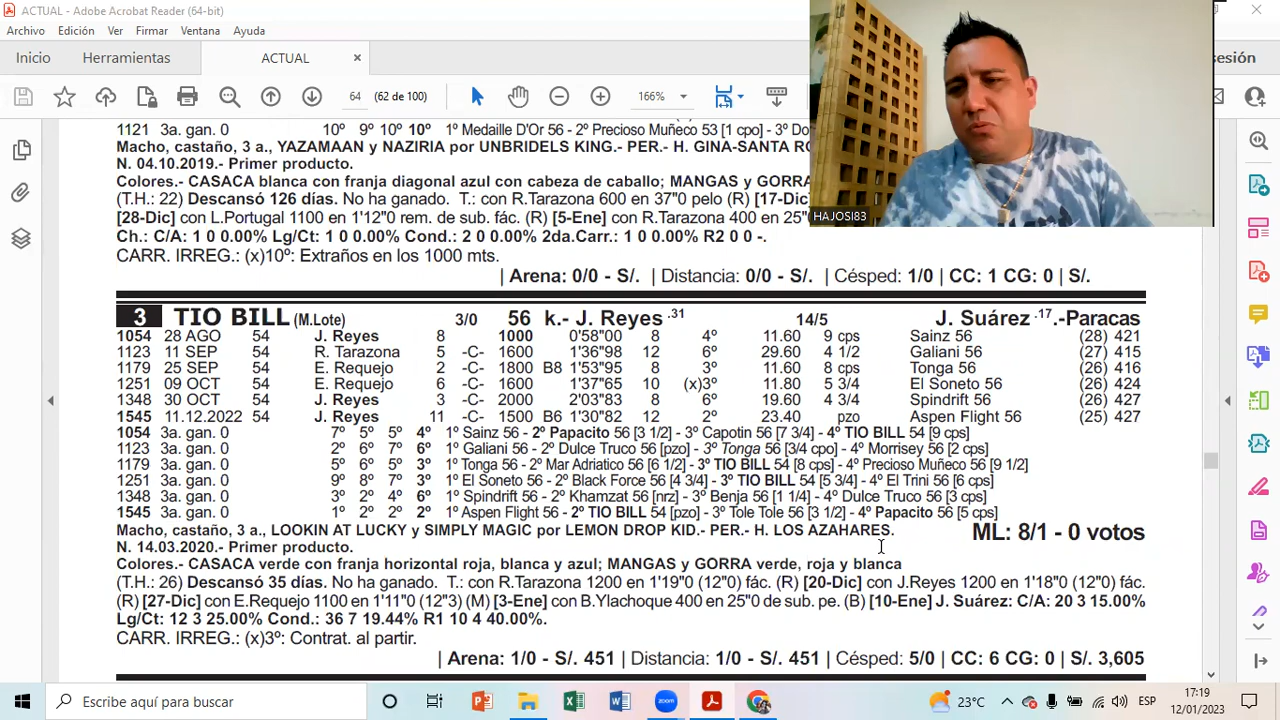 ACTUAL - Adobe Acrobat Reader (64-bit)
Archivo Edición Ver Firmar Ventana Ayuda
Inicio Herramientas ACTUAL × sesión
64 (62 de 100) 166%
1121 3a. gan. 0 10º 9º 10º 10º 1º Medaille D'Or 56 - 2º Precioso Muñeco 53 [1 cpo] - 3º Do
Macho, castaño, 3 a., YAZAMAAN y NAZIRIA por UNBRIDELS KING.- PER.- H. GINA-SANTA RO
N. 04.10.2019.- Primer producto.
Colores.- CASACA blanca con franja diagonal azul con cabeza de caballo; MANGAS y GORRA
(T.H.: 22) Descansó 126 días. No ha ganado. T.: con R.Tarazona 600 en 37"0 pelo (R) [17-Dic]
[28-Dic] con L.Portugal 1100 en 1'12"0 rem. de sub. fác. (R) [5-Ene] con R.Tarazona 400 en 25"0
Ch.: C/A: 1 0 0.00% Lg/Ct: 1 0 0.00% Cond.: 2 0 0.00% 2da.Carr.: 1 0 0.00% R2 0 0 -.
CARR. IRREG.: (x)10º: Extraños en los 1000 mts.
| Arena: 0/0 - S/. | Distancia: 0/0 - S/. | Césped: 1/0 | CC: 1 CG: 0 | S/.
HAJOSI83
3 TIO BILL (M.Lote) 3/0 56 k.- J. Reyes .31 14/5 J. Suárez .17.-Paracas
1054 28 AGO 54 J. Reyes 8 1000 0'58"00 8 4º 11.60 9 cps Sainz 56 (28) 421
1123 11 SEP 54 R. Tarazona 5 -C- 1600 1'36"98 12 6º 29.60 4 1/2 Galiani 56 (27) 415
1179 25 SEP 54 E. Requejo 2 -C- 1800 B8 1'53"95 8 3º 11.60 8 cps Tonga 56 (26) 416
1251 09 OCT 54 E. Requejo 6 -C- 1600 1'37"65 10 (x)3º 11.80 5 3/4 El Soneto 56 (26) 424
1348 30 OCT 54 J. Reyes 3 -C- 2000 2'03"83 8 6º 19.60 4 3/4 Spindrift 56 (26) 427
1545 11.12.2022 54 J. Reyes 11 -C- 1500 B6 1'30"82 12 2º 23.40 pzo Aspen Flight 56 (25) 427
1054 3a. gan. 0 7º 5º 5º 4º 1º Sainz 56 - 2º Papacito 56 [3 1/2] - 3º Capotin 56 [7 3/4] - 4º TIO BILL 54 [9 cps]
1123 3a. gan. 0 2º 6º 7º 6º 1º Galiani 56 - 2º Dulce Truco 56 [pzo] - 3º Tonga 56 [3/4 cpo] - 4º Morrisey 56 [2 cps]
1179 3a. gan. 0 5º 6º 5º 3º 1º Tonga 56 - 2º Mar Adriatico 56 [6 1/2] - 3º TIO BILL 54 [8 cps] - 4º Precioso Muñeco 56 [9 1/2]
1251 3a. gan. 0 9º 8º 7º 3º 1º El Soneto 56 - 2º Black Force 56 [4 3/4] - 3º TIO BILL 54 [5 3/4] - 4º El Trini 56 [6 cps]
1348 3a. gan. 0 3º 2º 4º 6º 1º Spindrift 56 - 2º Khamzat 56 [nrz] - 3º Benja 56 [1 1/4] - 4º Dulce Truco 56 [3 cps]
1545 3a. gan. 0 1º 2º 2º 2º 1º Aspen Flight 56 - 2º TIO BILL 54 [pzo] - 3º Tole Tole 56 [3 1/2] - 4º Papacito 56 [5 cps]
Macho, castaño, 3 a., LOOKIN AT LUCKY y SIMPLY MAGIC por LEMON DROP KID.- PER.- H. LOS AZAHARES.
ML: 8/1 - 0 votos
N. 14.03.2020.- Primer producto.
Colores.- CASACA verde con franja horizontal roja, blanca y azul; MANGAS y GORRA verde, roja y blanca
(T.H.: 26) Descansó 35 días. No ha ganado. T.: con R.Tarazona 1200 en 1'19"0 (12"0) fác. (R) [20-Dic] con J.Reyes 1200 en 1'18"0 (12"0) fác.
(R) [27-Dic] con E.Requejo 1100 en 1'11"0 (12"3) (M) [3-Ene] con B.Ylachoque 400 en 25"0 de sub. pe. (B) [10-Ene] J. Suárez: C/A: 20 3 15.00%
Lg/Ct: 12 3 25.00% Cond.: 36 7 19.44% R1 10 4 40.00%.
CARR. IRREG.: (x)3º: Contrat. al partir.
| Arena: 1/0 - S/. 451 | Distancia: 1/0 - S/. 451 | Césped: 5/0 | CC: 6 CG: 0 | S/. 3,605
Escribe aquí para buscar 23°C ESP 17:19
12/01/2023